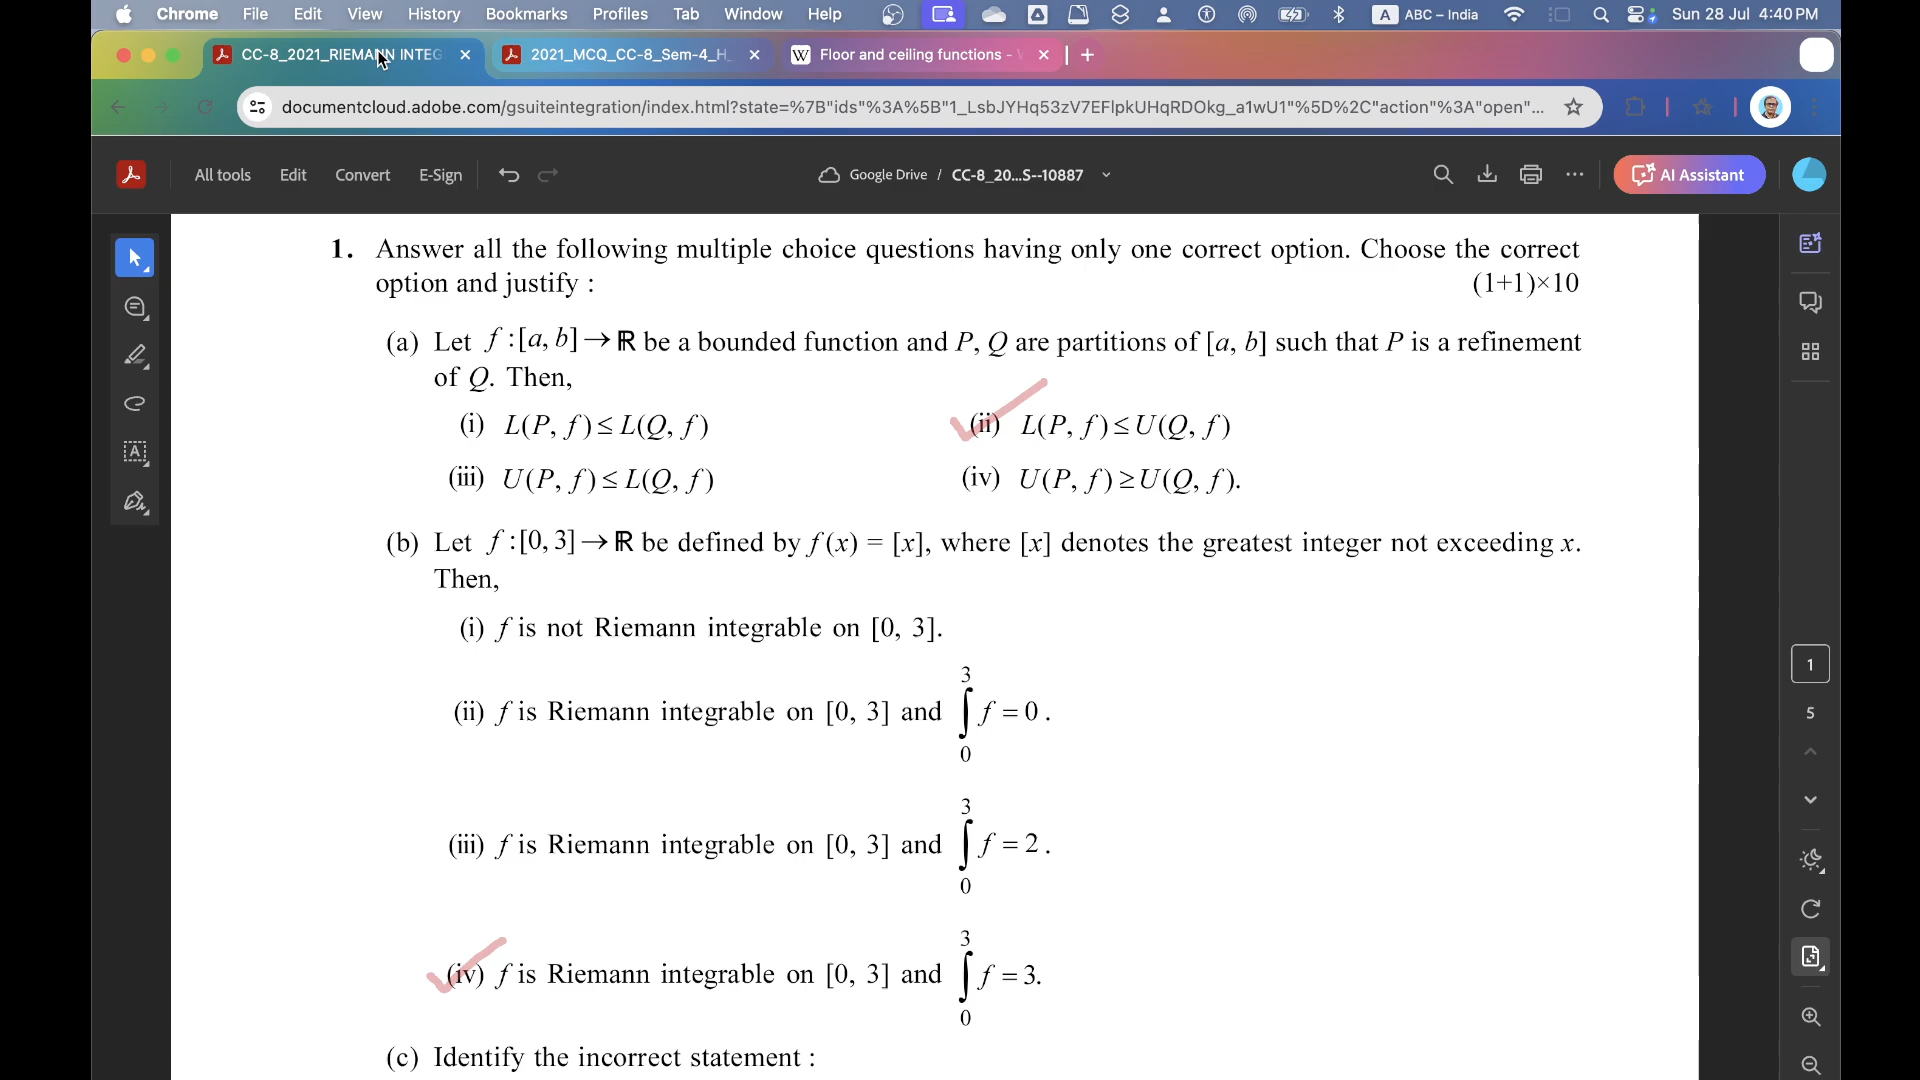 Chrome File Edit View History Bookmarks Profiles Tab Window Help A ABC – India Sun 28 Jul 4:40 PM
CC-8_2021_RIEMANN INTEG 2021_MCQ_CC-8_Sem-4_H_ W Floor and ceiling functions -
documentcloud.adobe.com/gsuiteintegration/index.html?state=%7B"ids"%3A%5B"1_LsbJYHq53zV7EFlpkUHqRDOkg_a1wU1"%5D%2C"action"%3A"open"...
All tools Edit Convert E-Sign Google Drive / CC-8_20...S--10887 AI Assistant
1. Answer all the following multiple choice questions having only one correct option. Choose the correct
option and justify : (1+1)×10
(a) Let f :[a, b]→ℝ be a bounded function and P, Q are partitions of [a, b] such that P is a refinement
of Q. Then,
(i) L(P, f) ≤ L(Q, f) (ii) L(P, f) ≤ U(Q, f)
(iii) U(P, f) ≤ L(Q, f) (iv) U(P, f) ≥ U(Q, f).
(b) Let f :[0, 3]→ℝ be defined by f (x) = [x], where [x] denotes the greatest integer not exceeding x.
Then,
(i) f is not Riemann integrable on [0, 3].
(ii) f is Riemann integrable on [0, 3] and ∫₀³ f = 0 .
(iii) f is Riemann integrable on [0, 3] and ∫₀³ f = 2 .
(iv) f is Riemann integrable on [0, 3] and ∫₀³ f = 3.
(c) Identify the incorrect statement :
1
5